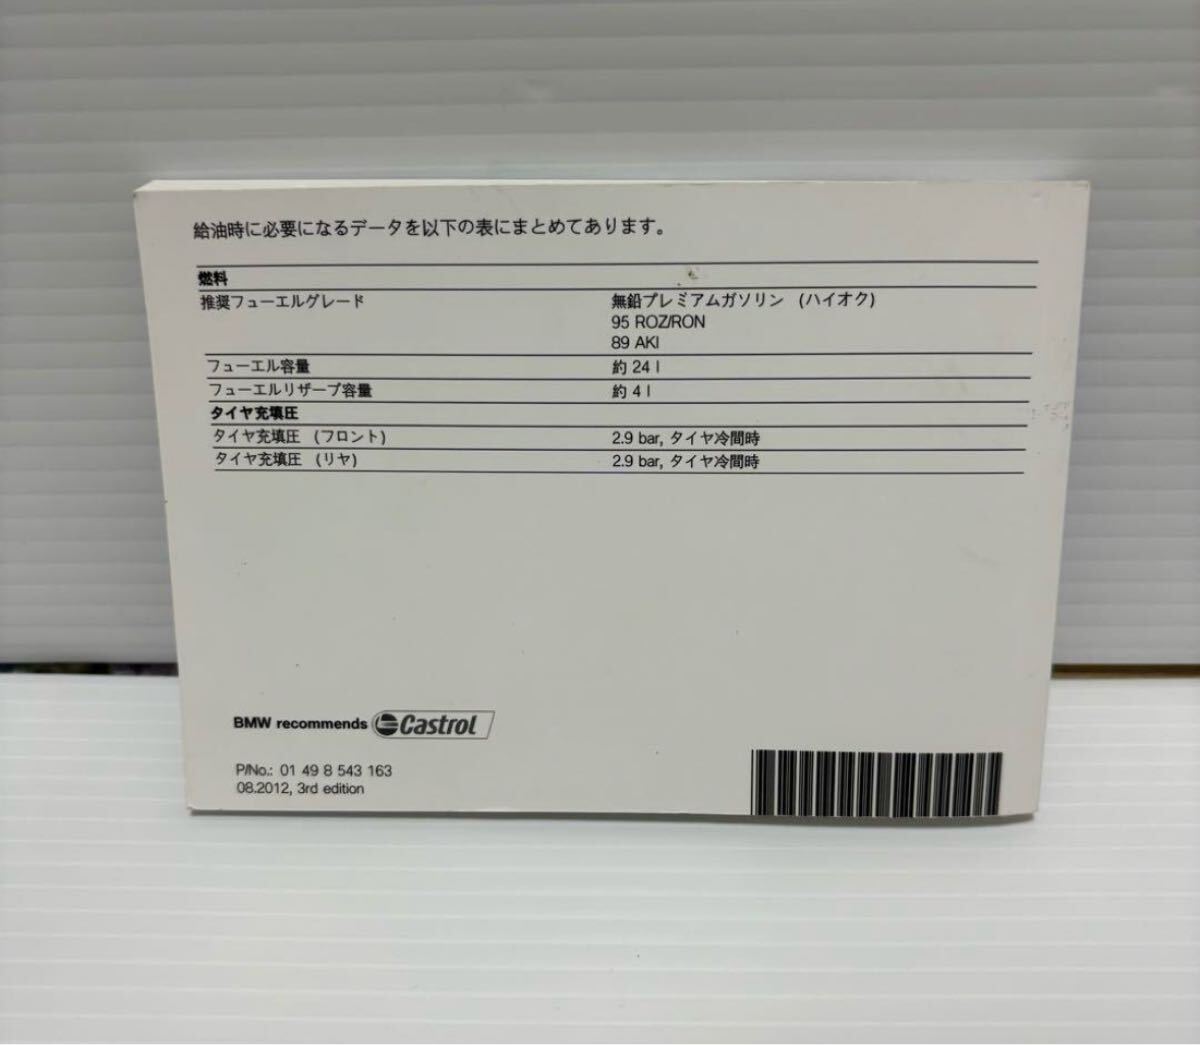 給油時に必要になるデータを以下の表にまとめてあります。
燃料
推奨フューエルグレード 無鉛プレミアムガソリン (ハイオク)
95 ROZ/RON
89 AKI
フューエル容量 約 24 l
フューエルリザーブ容量 約 4 l
タイヤ充填圧
タイヤ充填圧 (フロント) 2.9 bar, タイヤ冷間時
タイヤ充填圧 (リヤ) 2.9 bar, タイヤ冷間時
BMW recommends Castrol
P/No.: 01 49 8 543 163
08.2012, 3rd edition